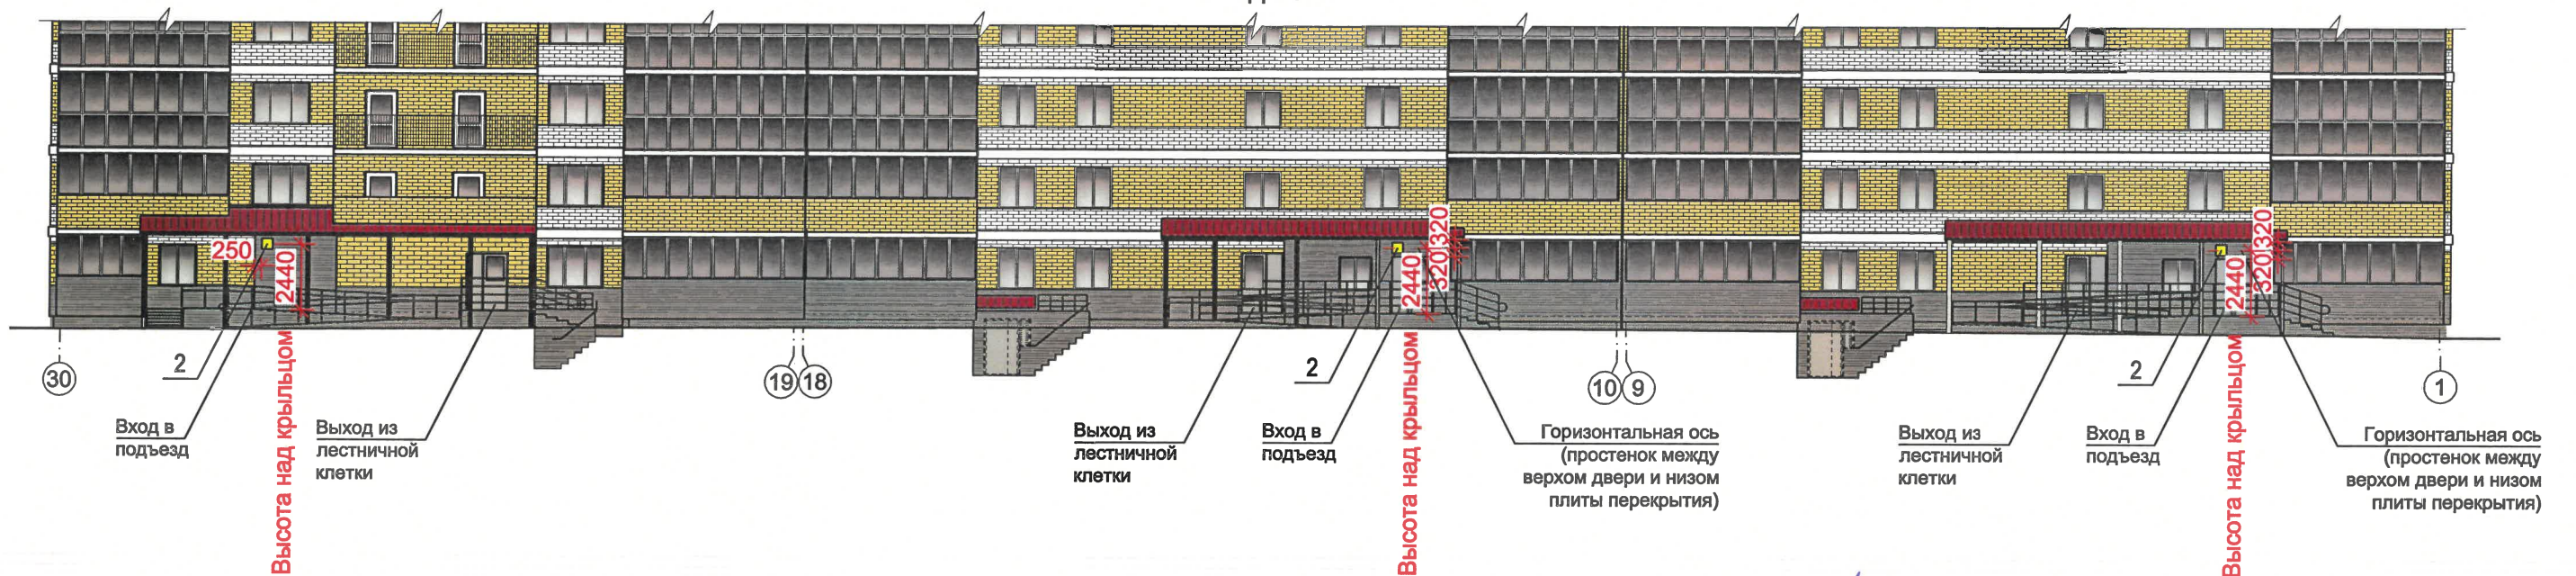 250
2440
2440
320
320
2440
320
320
2
2
2
30
19
18
10
9
1
Вход в
подъезд
Высота над крыльцом
Выход из
лестничной
клетки
Выход из
лестничной
клетки
Вход в
подъезд
Высота над крыльцом
Горизонтальная ось
(простенок между
верхом двери и низом
плиты перекрытия)
Выход из
лестничной
клетки
Вход в
подъезд
Высота над крыльцом
Горизонтальная ось
(простенок между
верхом двери и низом
плиты перекрытия)